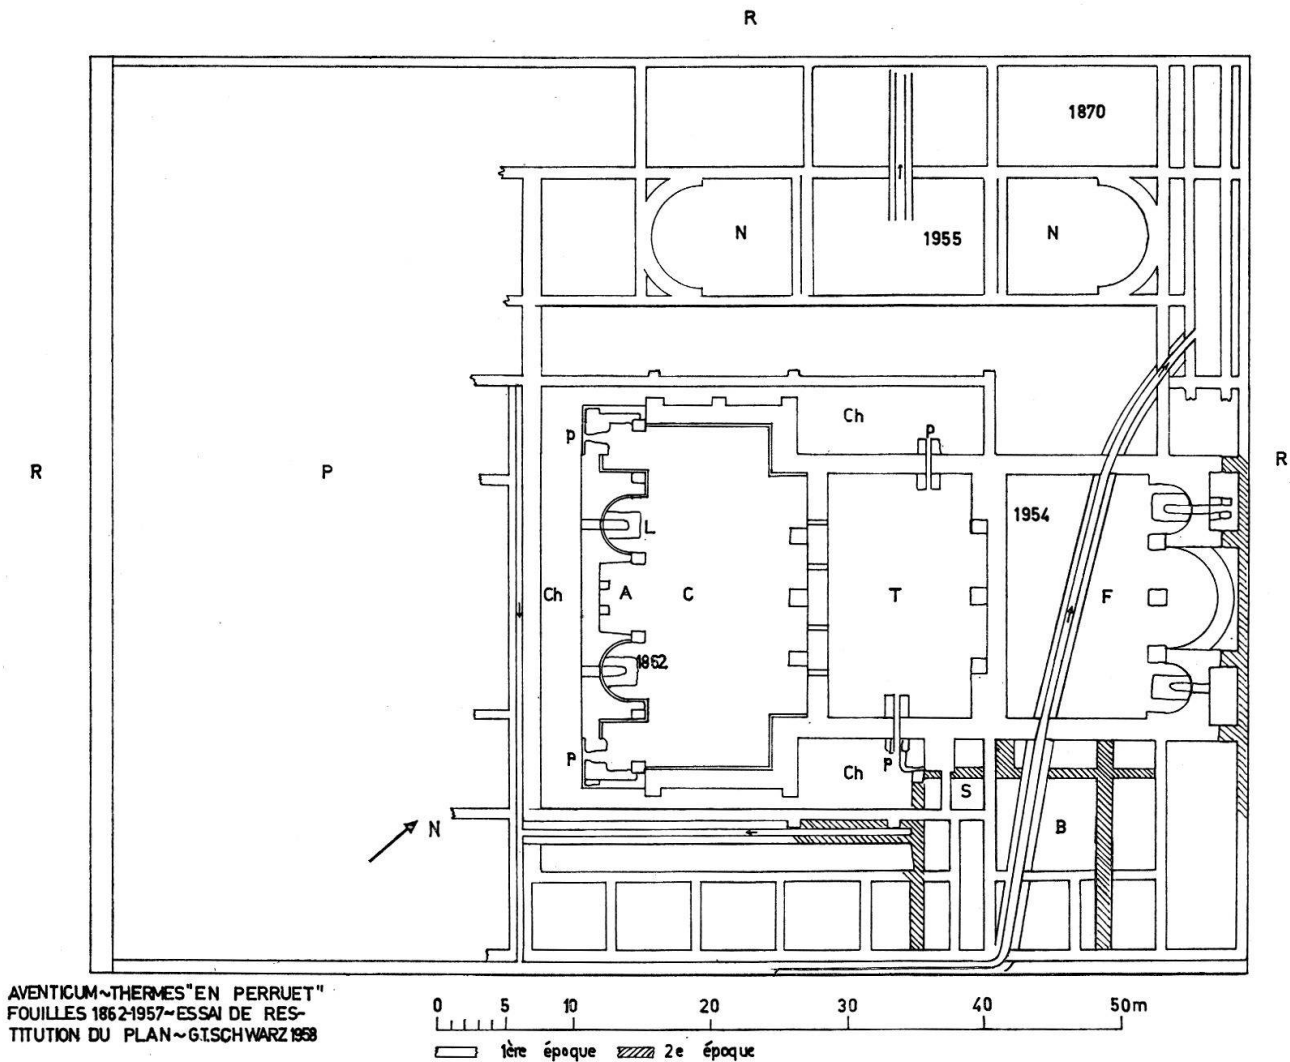 R
1870
N
1955
N
Ch
P
P
R
P
R
1954
L
Ch
A
C
T
F
1862
P
Ch
P
S
B
N
AVENTICUM~THERMES "EN PERRUET"
FOUILLES 1862-1957~ESSAI DE RES-
TITUTION DU PLAN~G.T.SCHWARZ 1958
0 5 10 20 30 40 50m
1ère époque 2e époque